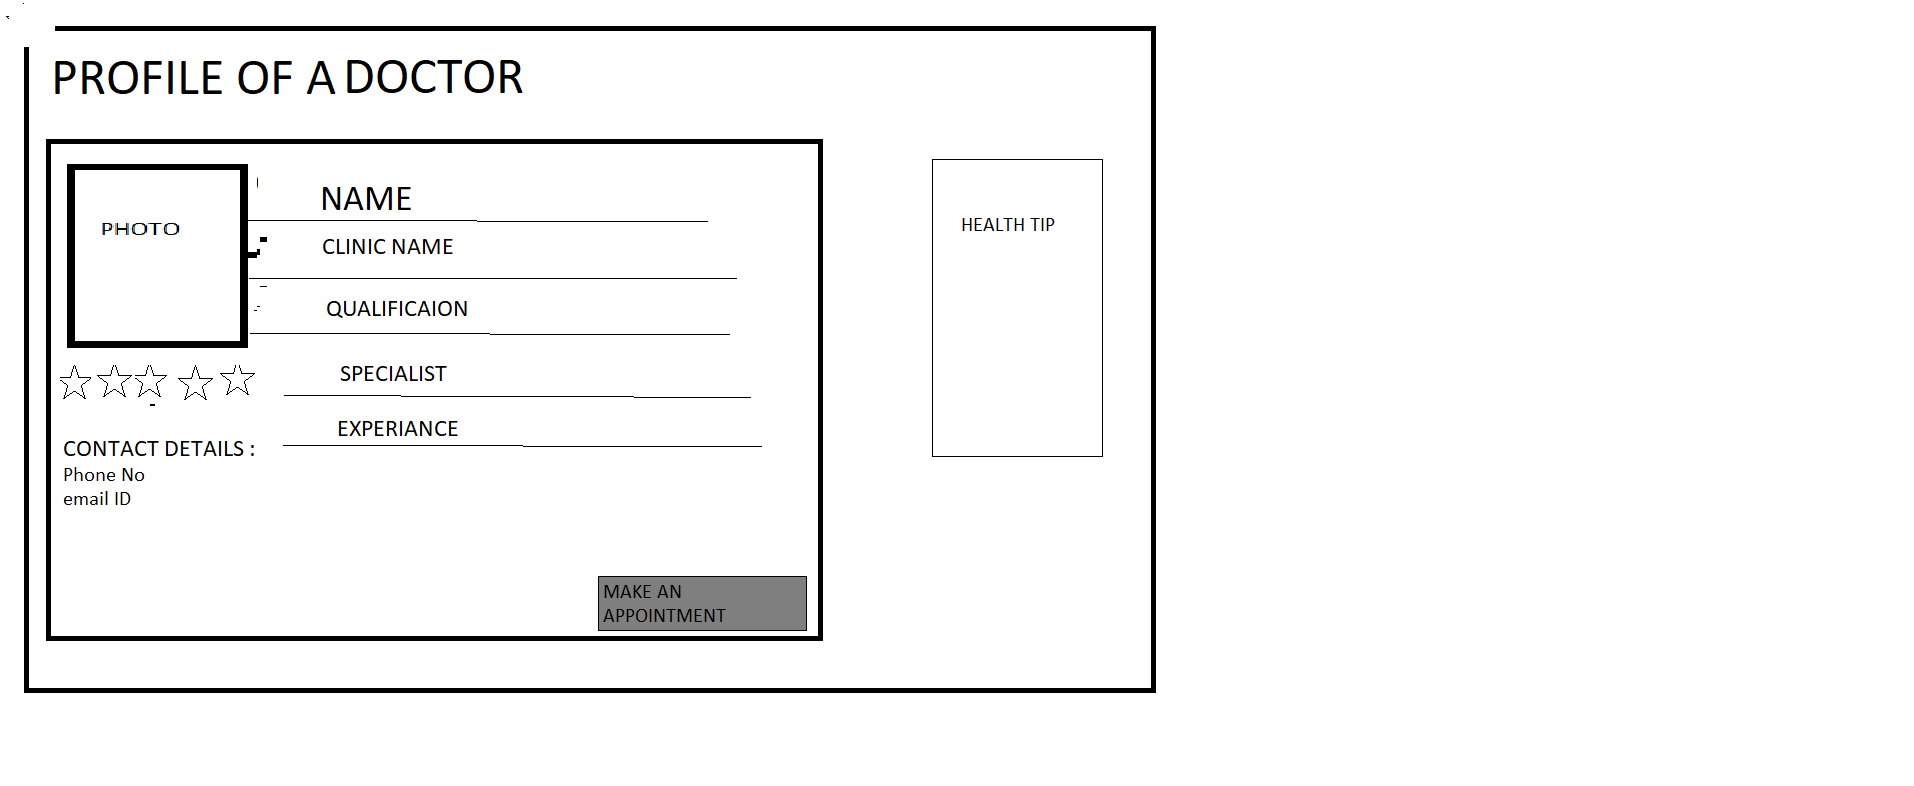 PROFILE OF A DOCTOR
PHOTO
NAME
CLINIC NAME
QUALIFICAION
SPECIALIST
EXPERIANCE
CONTACT DETAILS :
Phone No
email ID
MAKE AN
APPOINTMENT
HEALTH TIP